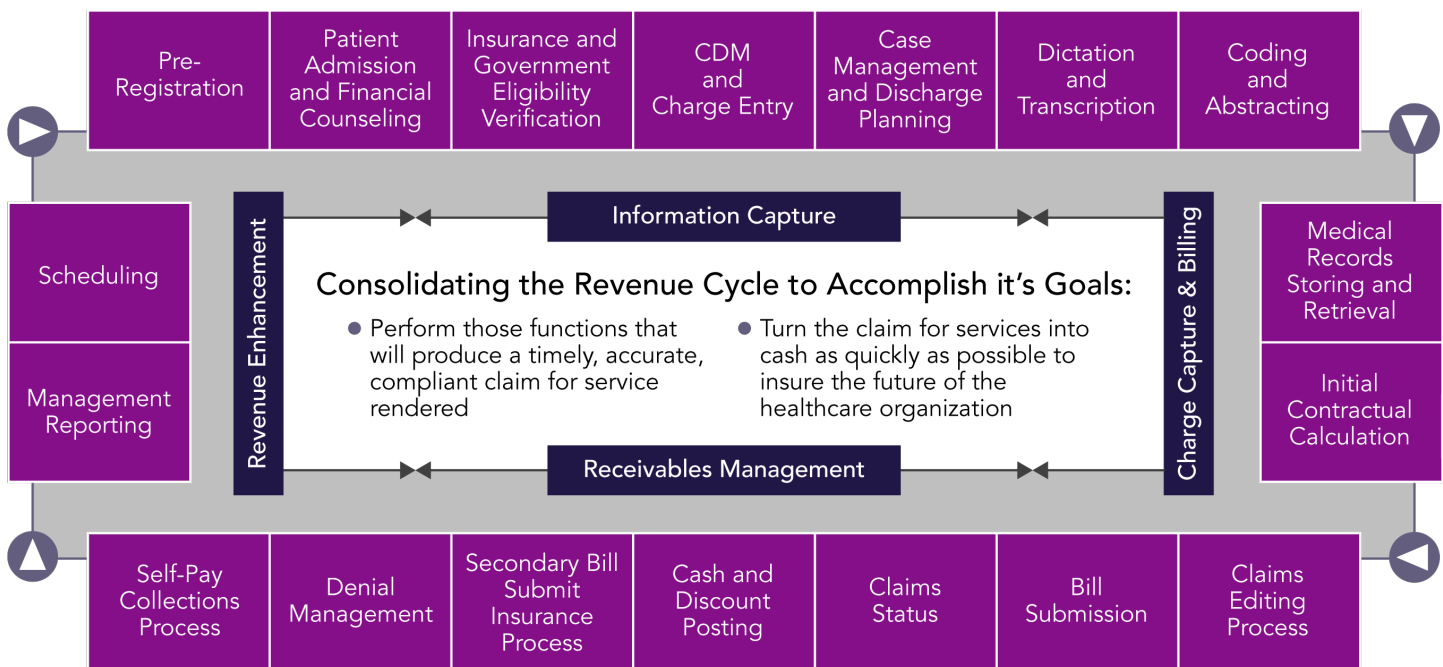 Pre-
Registration
Patient
Admission
and Financial
Counseling
Insurance and
Government
Eligibility
Verification
CDM
and
Charge Entry
Case
Management
and Discharge
Planning
Dictation
and
Transcription
Coding
and
Abstracting
Scheduling
Management
Reporting
Revenue Enhancement
Information Capture
Consolidating the Revenue Cycle to Accomplish it's Goals:
Perform those functions that
will produce a timely, accurate,
compliant claim for service
rendered
Turn the claim for services into
cash as quickly as possible to
insure the future of the
healthcare organization
Receivables Management
Charge Capture & Billing
Medical
Records
Storing and
Retrieval
Initial
Contractual
Calculation
Self-Pay
Collections
Process
Denial
Management
Secondary Bill
Submit
Insurance
Process
Cash and
Discount
Posting
Claims
Status
Bill
Submission
Claims
Editing
Process